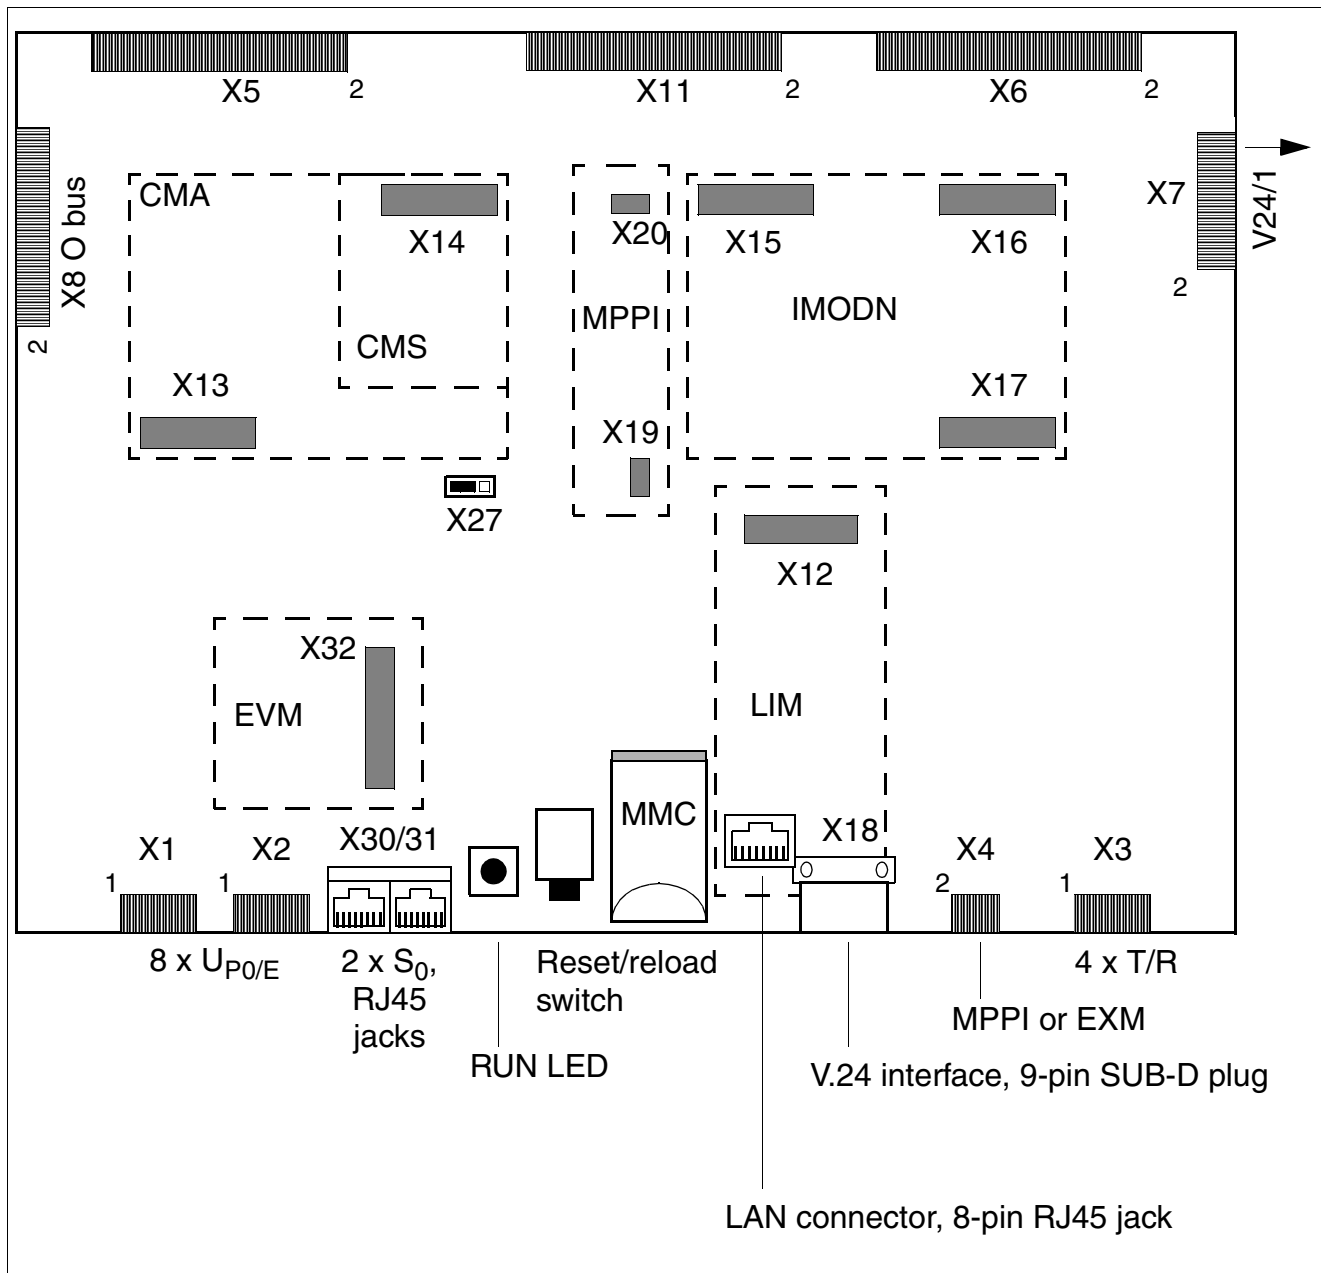 X5 2 X11 2 X6 2
X8 O bus
2
X7
V24/1
2
CMA
X14
CMS
X13
X20
MPPI
X19
X15
X16
IMODN
X17
X27
X12
LIM
X32
EVM
MMC
X18
X1
1
X2
1
X30/31
X4
2
X3
1
8 x UP0/E
2 x S0,
RJ45
jacks
RUN LED
Reset/reload
switch
4 x T/R
MPPI or EXM
V.24 interface, 9-pin SUB-D plug
LAN connector, 8-pin RJ45 jack